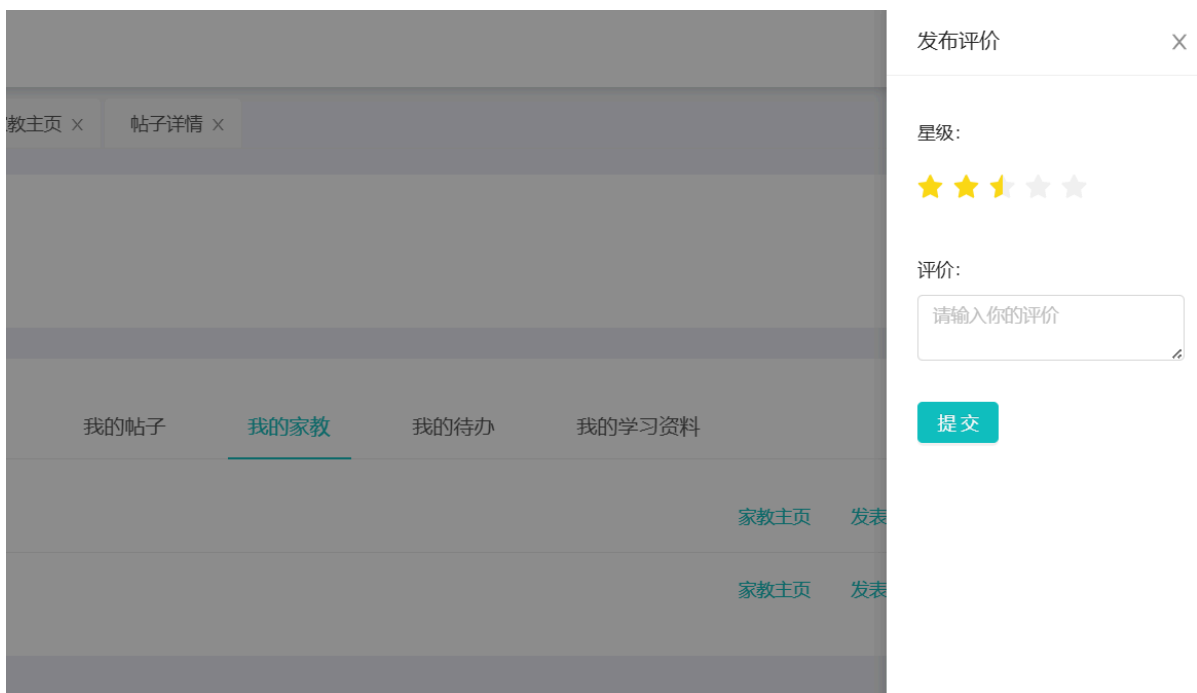 发布评价
教主页
帖子详情
星级：
评价：
请输入你的评价
我的帖子 我的家教 我的待办 我的学习资料
提交
家教主页 发表
家教主页 发表